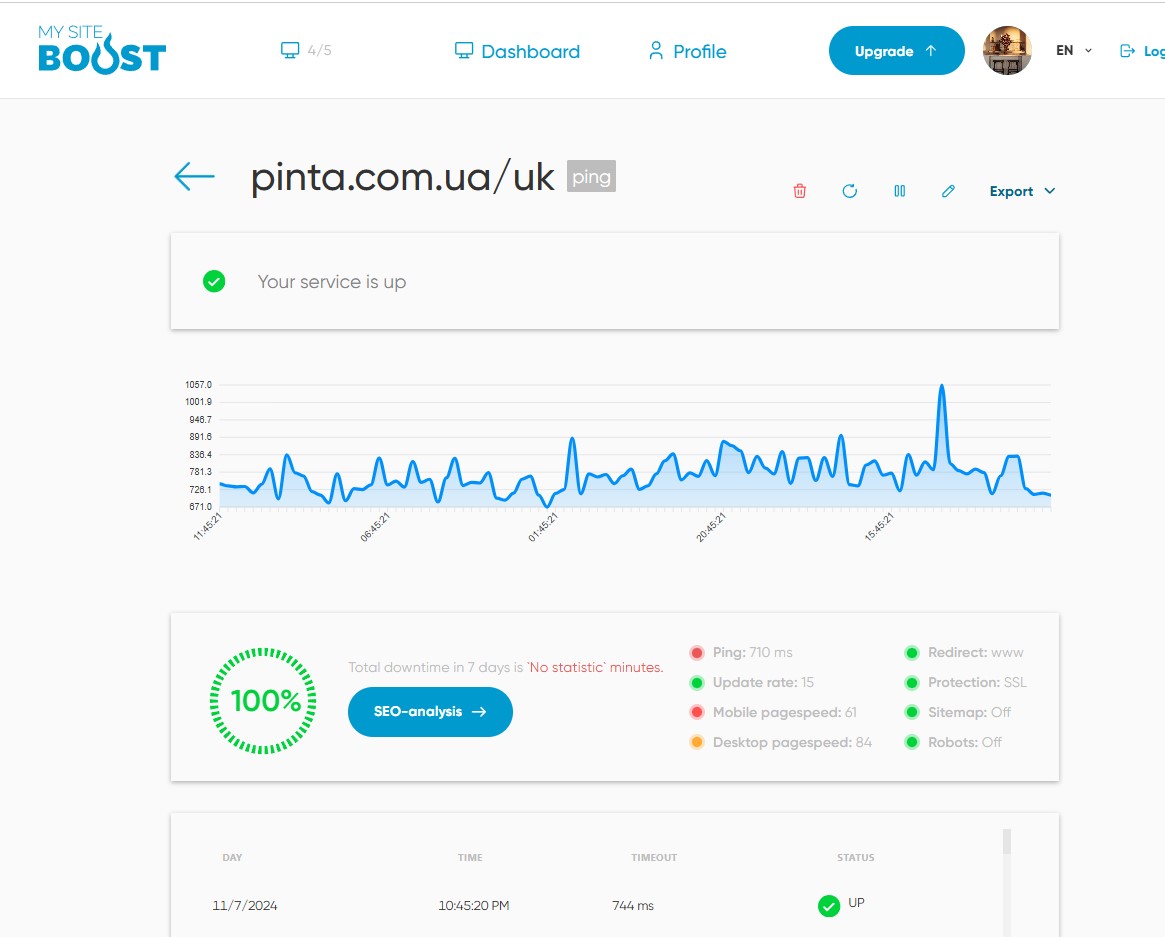 MY SITE
BOOST
4/5
Dashboard
Profile
Upgrade ↑
EN
Log
pinta.com.ua/uk
ping
Export
Your service is up
1057.0
1001.9
946.7
891.6
836.4
781.3
726.1
671.0
11:45:21
06:45:21
01:45:21
20:45:21
15:45:21
100%
Total downtime in 7 days is `No statistic` minutes.
SEO-analysis →
Ping: 710 ms
Update rate: 15
Mobile pagespeed: 61
Desktop pagespeed: 84
Redirect: www
Protection: SSL
Sitemap: Off
Robots: Off
DAY TIME TIMEOUT STATUS
11/7/2024 10:45:20 PM 744 ms UP